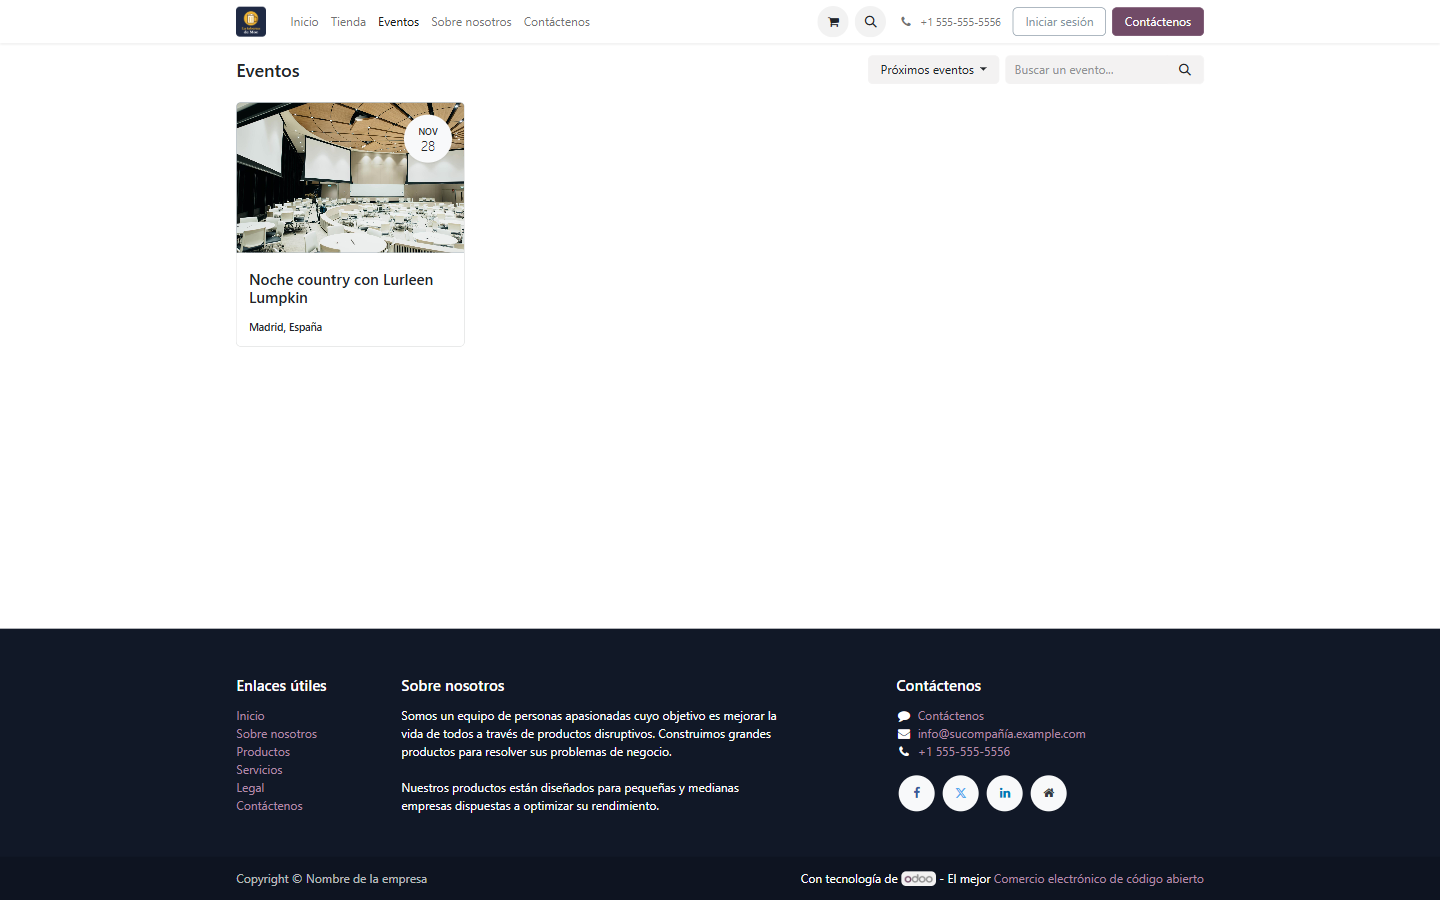 La taberna
de Moe
Inicio
Tienda
Eventos
Sobre nosotros
Contáctenos
+1 555-555-5556
Iniciar sesión
Contáctenos
Eventos
Próximos eventos
Buscar un evento...
NOV
28
Noche country con Lurleen
Lumpkin
Madrid, España
Enlaces útiles
Inicio
Sobre nosotros
Productos
Servicios
Legal
Contáctenos
Sobre nosotros
Somos un equipo de personas apasionadas cuyo objetivo es mejorar la
vida de todos a través de productos disruptivos. Construimos grandes
productos para resolver sus problemas de negocio.
Nuestros productos están diseñados para pequeñas y medianas
empresas dispuestas a optimizar su rendimiento.
Contáctenos
Contáctenos
info@sucompañía.example.com
+1 555-555-5556
Copyright © Nombre de la empresa
Con tecnología de odoo - El mejor Comercio electrónico de código abierto